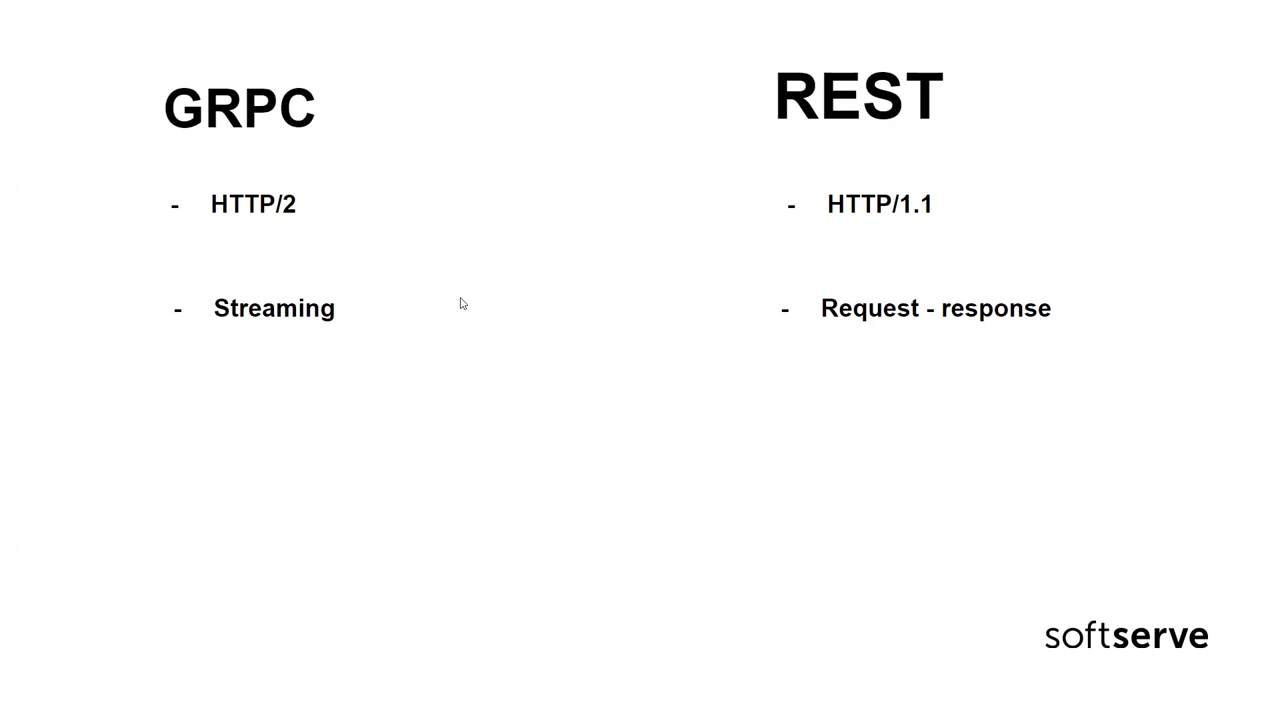 GRPC
- HTTP/2
- Streaming
REST
- HTTP/1.1
- Request - response
softserve